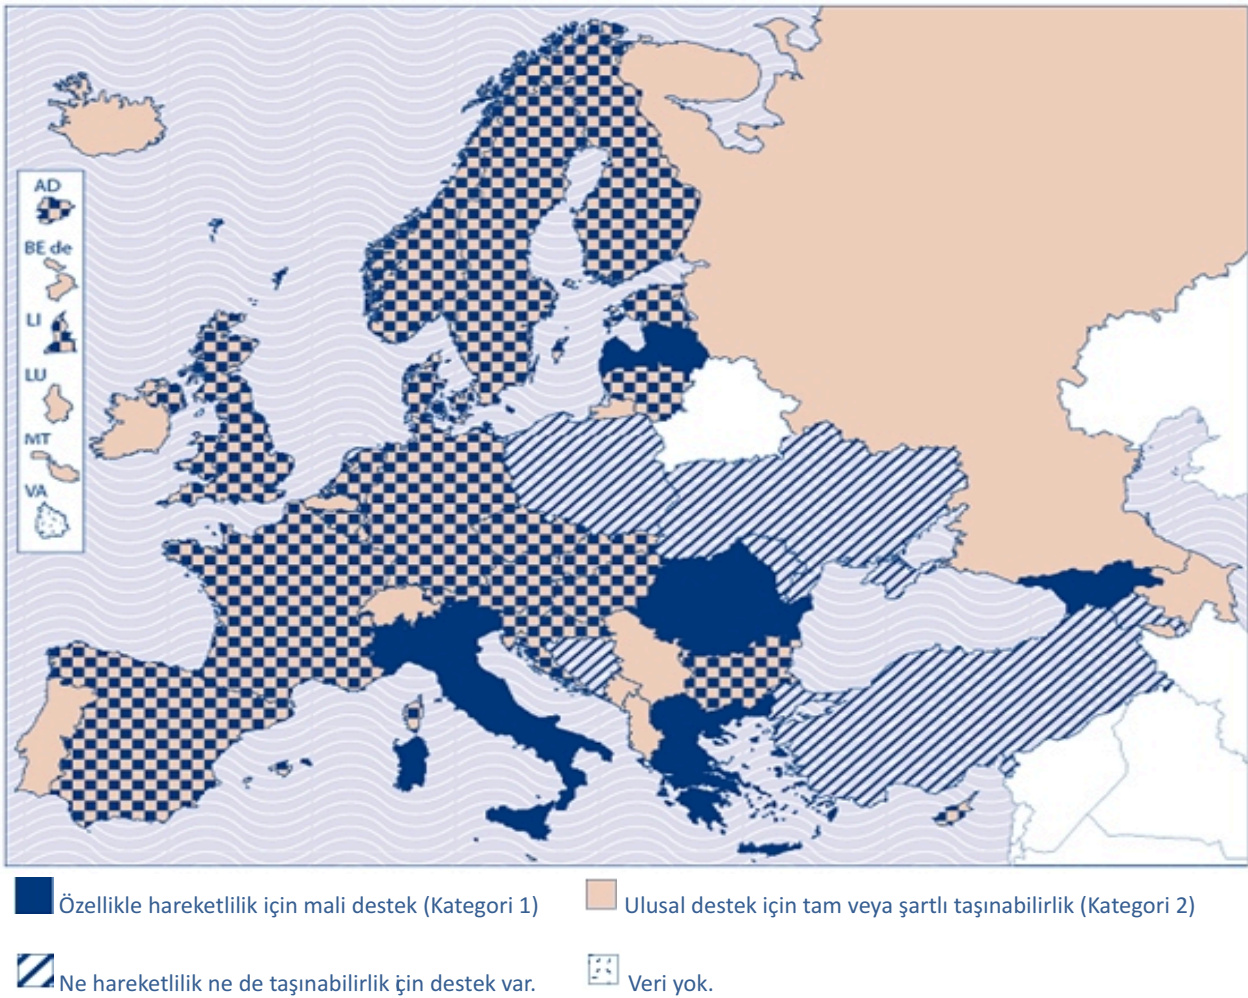 AD
BE de
LI
LU
MT
VA
Özellikle hareketlilik için mali destek (Kategori 1)
Ulusal destek için tam veya şartlı taşınabilirlik (Kategori 2)
Ne hareketlilik ne de taşınabilirlik için destek var.
Veri yok.